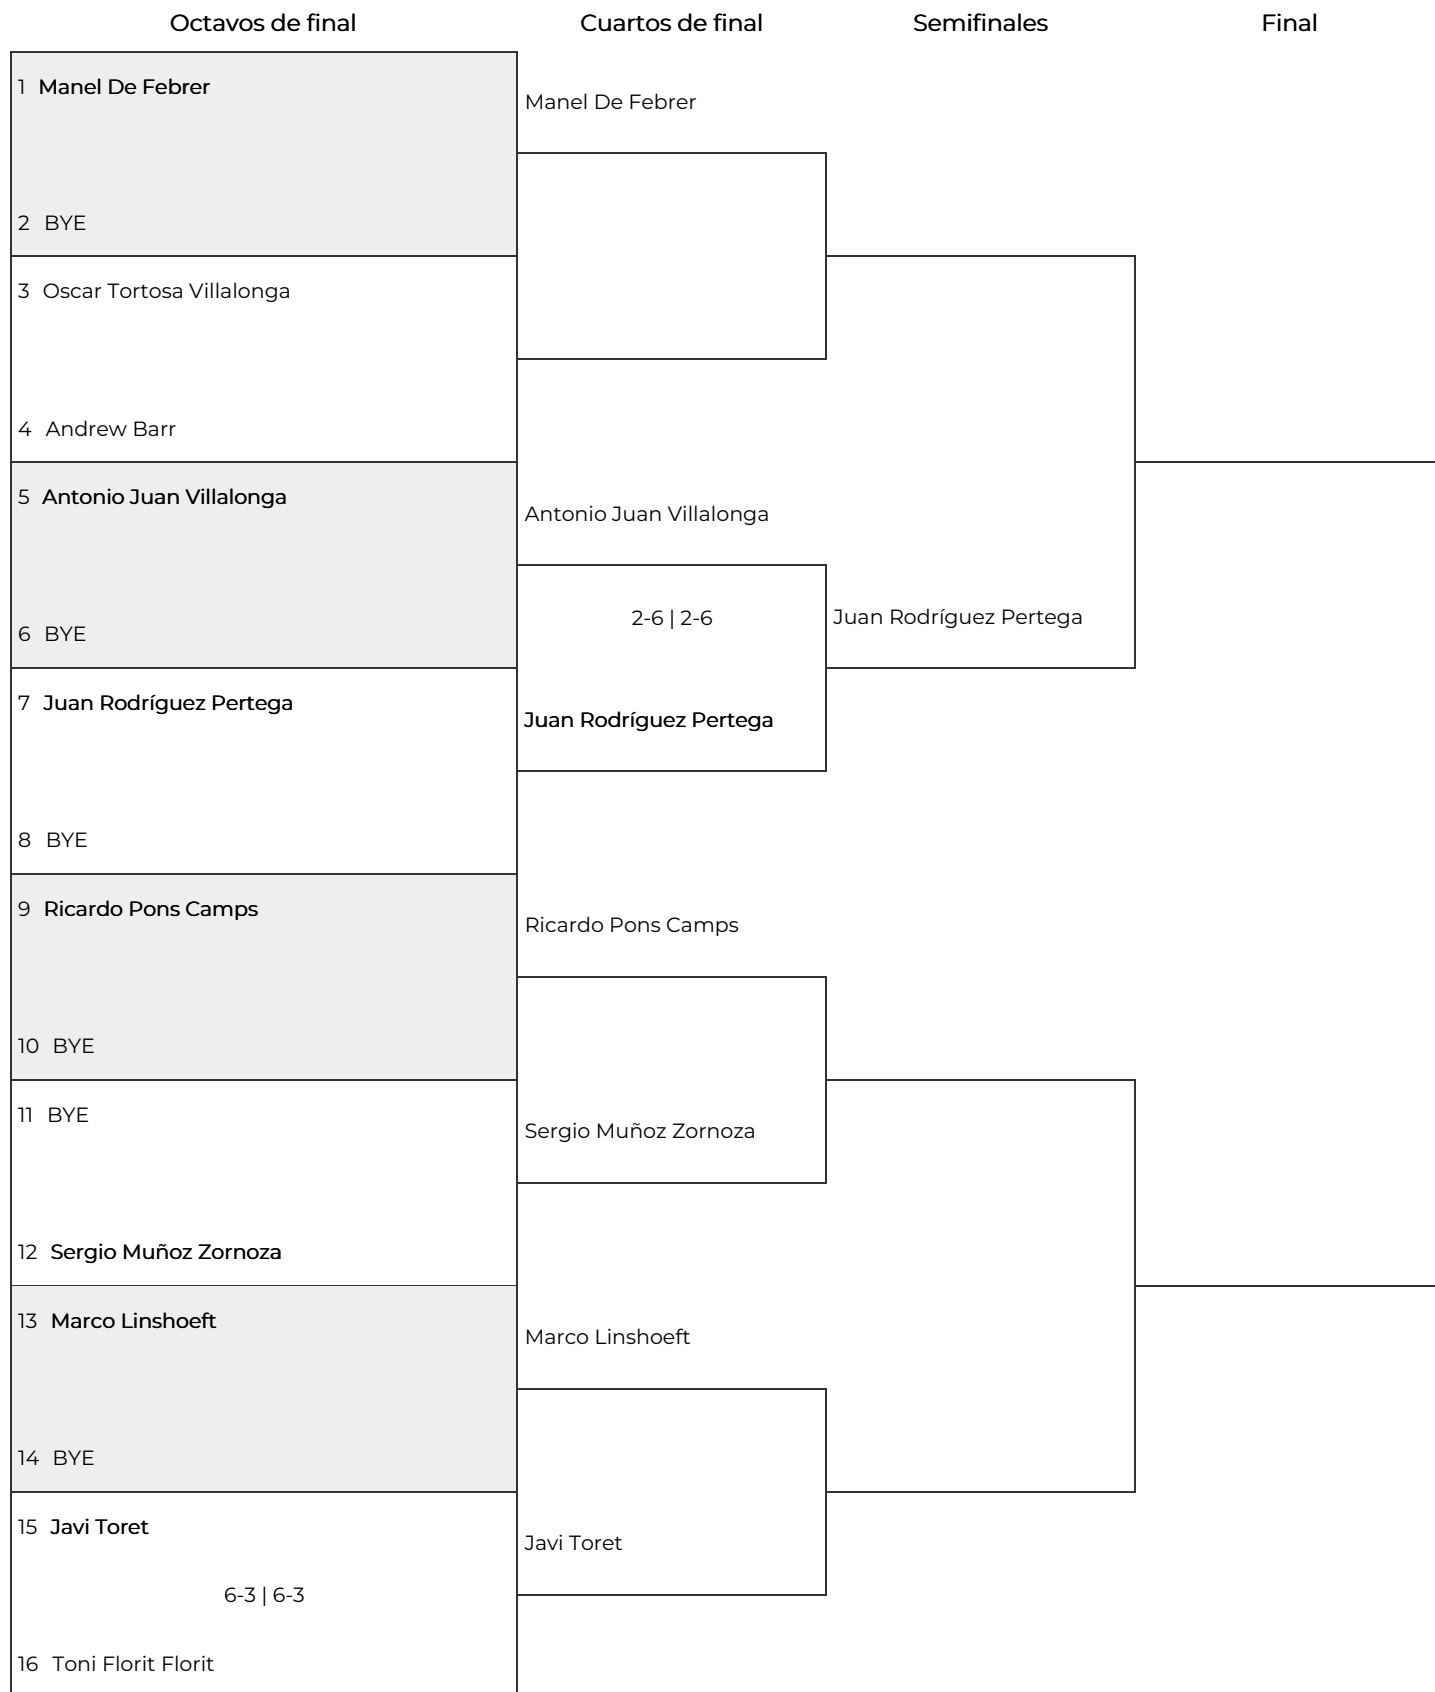 Octavos de final
Cuartos de final
Semifinales
Final
1 Manel De Febrer
2 BYE
3 Oscar Tortosa Villalonga
4 Andrew Barr
5 Antonio Juan Villalonga
6 BYE
7 Juan Rodríguez Pertega
8 BYE
9 Ricardo Pons Camps
10 BYE
11 BYE
12 Sergio Muñoz Zornoza
13 Marco Linshoeft
14 BYE
15 Javi Toret
6-3 | 6-3
16 Toni Florit Florit
Manel De Febrer
Antonio Juan Villalonga
2-6 | 2-6
Juan Rodríguez Pertega
Ricardo Pons Camps
Sergio Muñoz Zornoza
Marco Linshoeft
Javi Toret
Juan Rodríguez Pertega